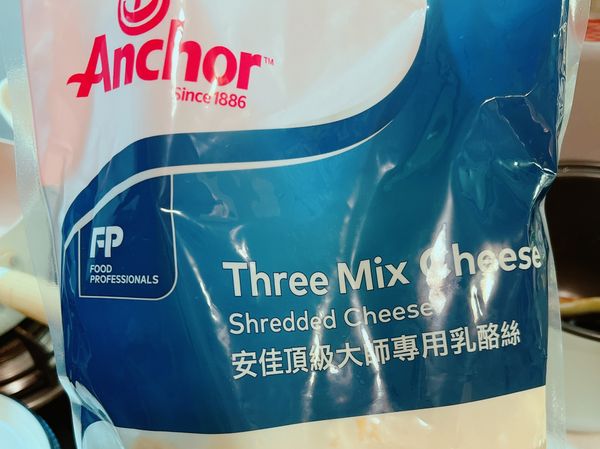 Anchor™
Since 1886
FP
FOOD
PROFESSIONALS
Three Mix Cheese
Shredded Cheese
安佳頂級大師專用乳酪絲